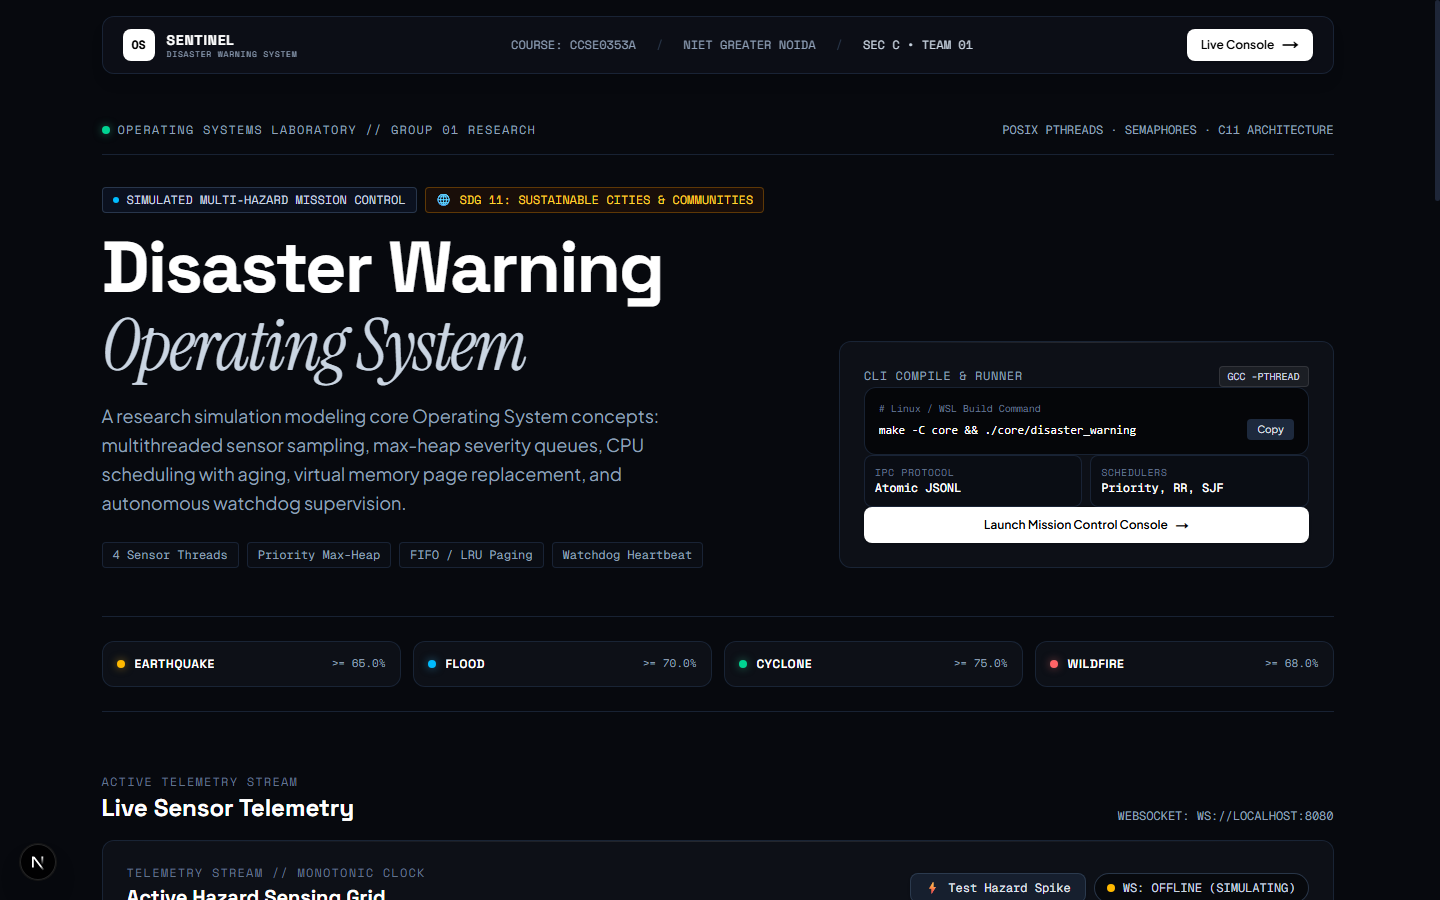 OS
SENTINEL
DISASTER WARNING SYSTEM
COURSE: CCSE0353A / NIET GREATER NOIDA / SEC C • TEAM 01
Live Console →
OPERATING SYSTEMS LABORATORY // GROUP 01 RESEARCH
POSIX PTHREADS · SEMAPHORES · C11 ARCHITECTURE
SIMULATED MULTI-HAZARD MISSION CONTROL
SDG 11: SUSTAINABLE CITIES & COMMUNITIES
Disaster Warning
Operating System
A research simulation modeling core Operating System concepts:
multithreaded sensor sampling, max-heap severity queues, CPU
scheduling with aging, virtual memory page replacement, and
autonomous watchdog supervision.
4 Sensor Threads
Priority Max-Heap
FIFO / LRU Paging
Watchdog Heartbeat
CLI COMPILE & RUNNER
GCC -PTHREAD
# Linux / WSL Build Command
make -C core && ./core/disaster_warning
Copy
IPC PROTOCOL
Atomic JSONL
SCHEDULERS
Priority, RR, SJF
Launch Mission Control Console →
EARTHQUAKE >= 65.0%
FLOOD >= 70.0%
CYCLONE >= 75.0%
WILDFIRE >= 68.0%
ACTIVE TELEMETRY STREAM
Live Sensor Telemetry
WEBSOCKET: WS://LOCALHOST:8080
N
TELEMETRY STREAM // MONOTONIC CLOCK
Active Hazard Sensing Grid
Test Hazard Spike
WS: OFFLINE (SIMULATING)